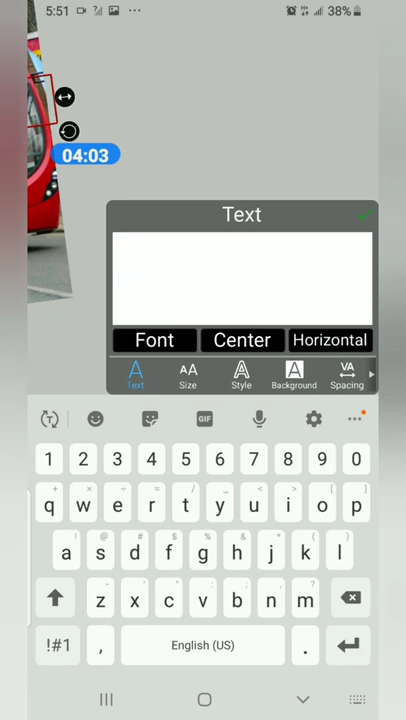 5:51 38%
04:03
Text
Font Center Horizontal
A A A A VA
Text Size Style Background Spacing
T GIF
1 2 3 4 5 6 7 8 9 0
+ × ÷ = / _ < > [ ]
q w e r t y u i o p
! @ # $ % ^ & * ( )
a s d f g h j k l
- ' " : ; , ?
z x c v b n m
!#1 , English (US) .